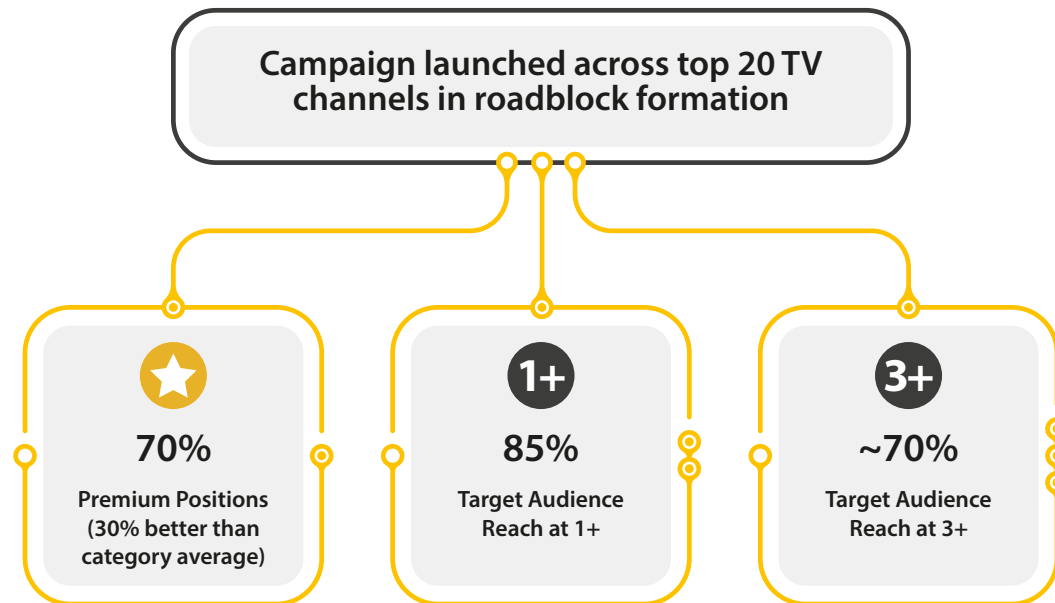 Campaign launched across top 20 TV
channels in roadblock formation
70%
Premium Positions
(30% better than
category average)
1+
85%
Target Audience
Reach at 1+
3+
~70%
Target Audience
Reach at 3+